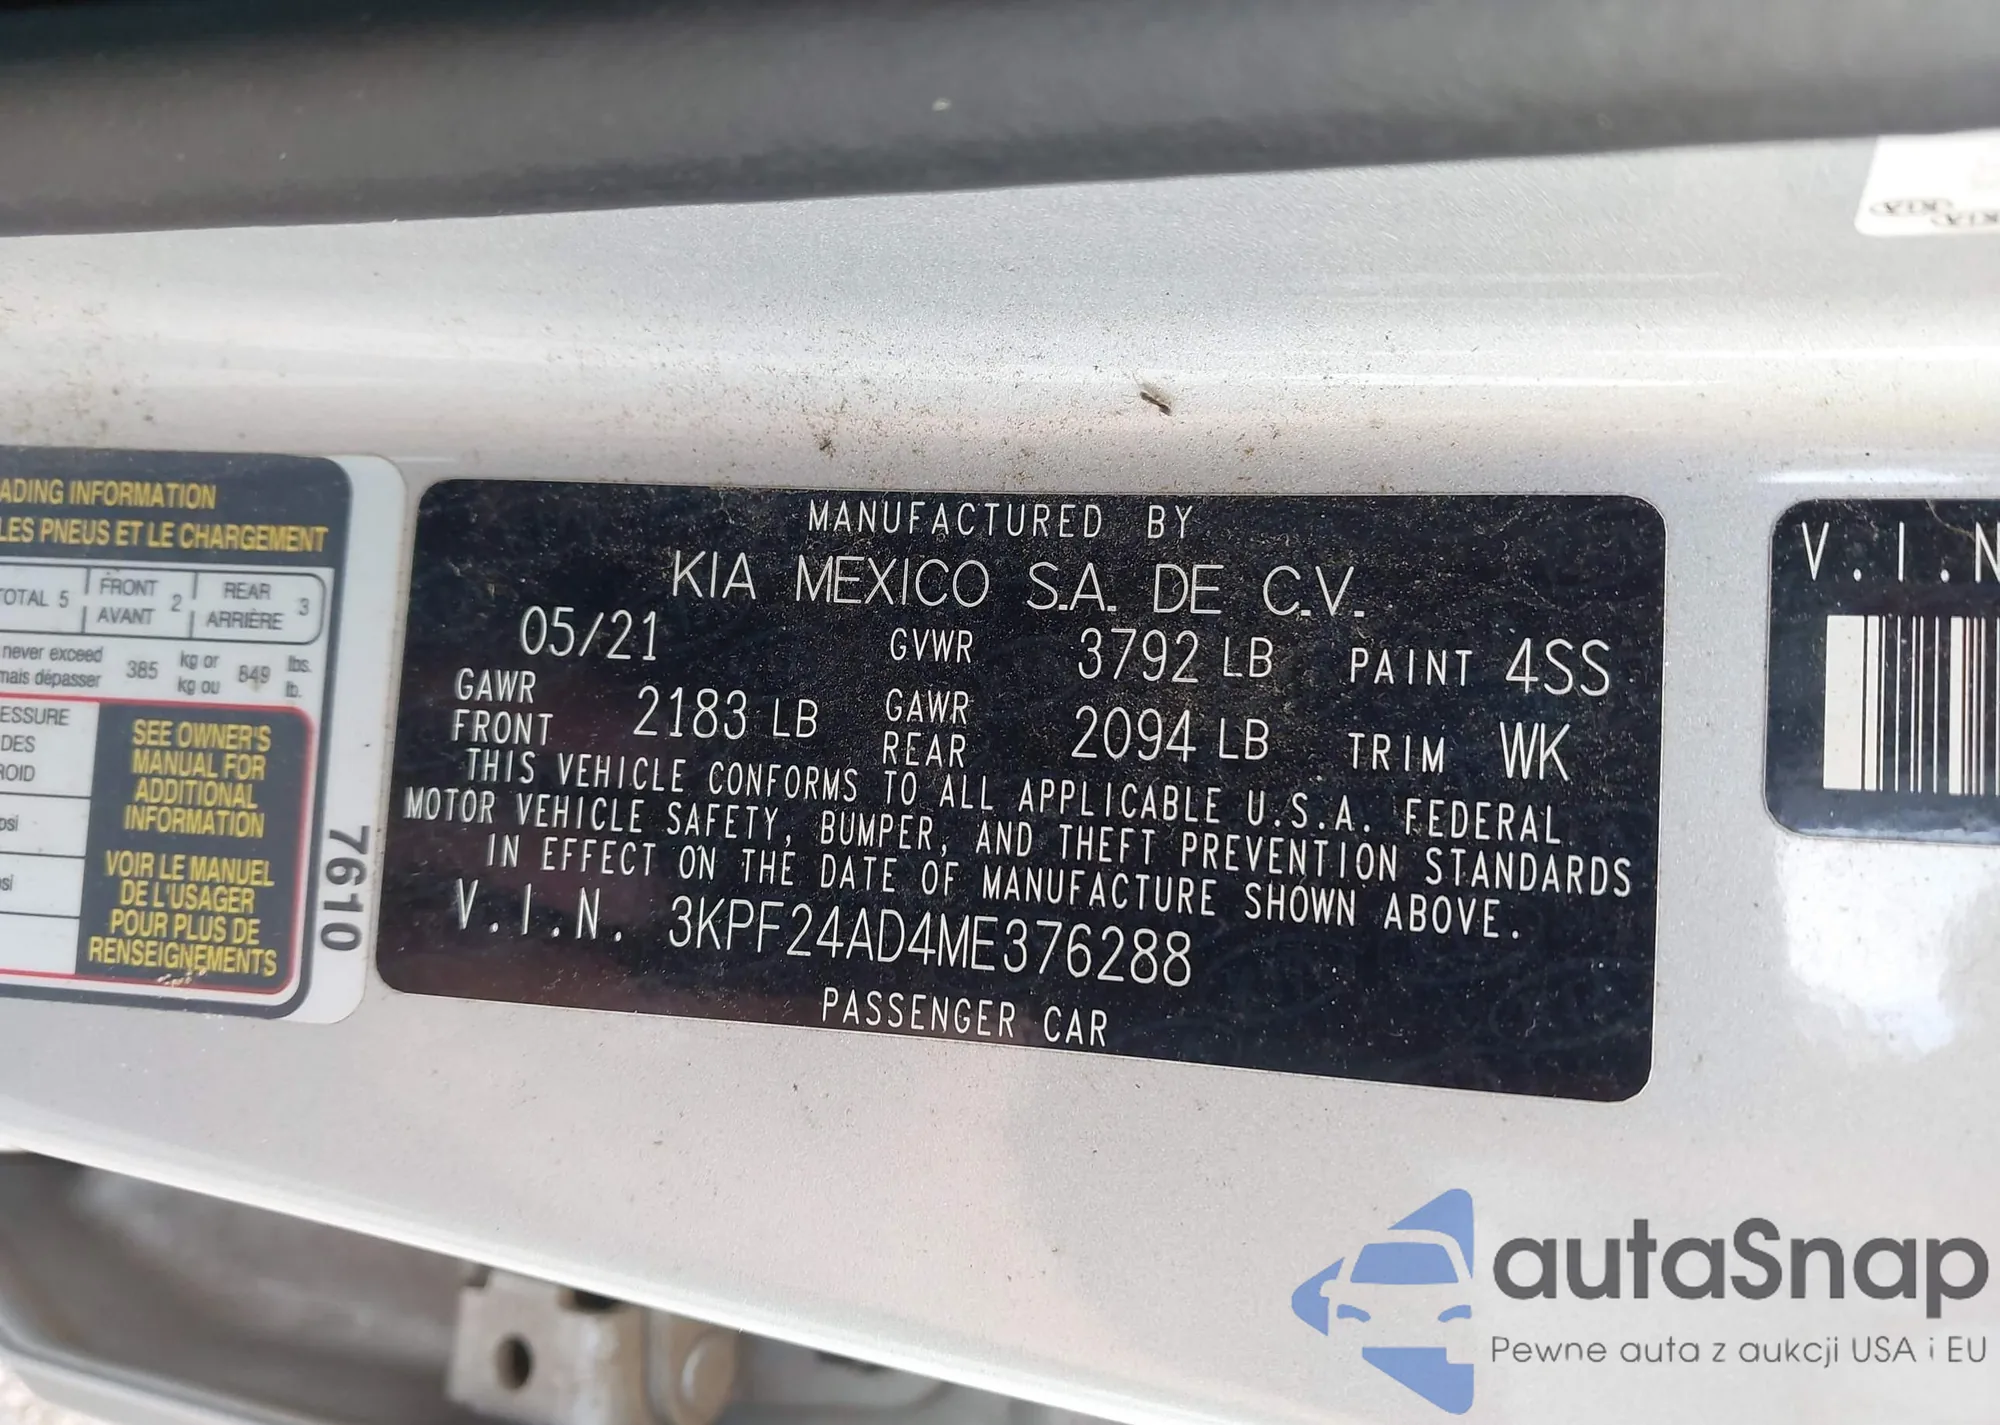 ADING INFORMATION
LES PNEUS ET LE CHARGEMENT
TOTAL 5 FRONT AVANT 2 REAR ARRIÈRE 3
never exceed 385 kg or 849 lbs.
mais dépasser kg ou lb.
ESSURE
DES
ROID
psi
SEE OWNER'S
MANUAL FOR
ADDITIONAL
INFORMATION
VOIR LE MANUEL
DE L'USAGER
POUR PLUS DE
RENSEIGNEMENTS
7610
MANUFACTURED BY
KIA MEXICO S.A. DE C.V.
05/21 GVWR 3792 LB PAINT 4SS
GAWR FRONT 2183 LB GAWR REAR 2094 LB TRIM WK
THIS VEHICLE CONFORMS TO ALL APPLICABLE U.S.A. FEDERAL
MOTOR VEHICLE SAFETY, BUMPER, AND THEFT PREVENTION STANDARDS
IN EFFECT ON THE DATE OF MANUFACTURE SHOWN ABOVE.
V.I.N. 3KPF24AD4ME376288
PASSENGER CAR
V.I.N
KIA KIA KIA
autaSnap
Pewne auta z aukcji USA i EU